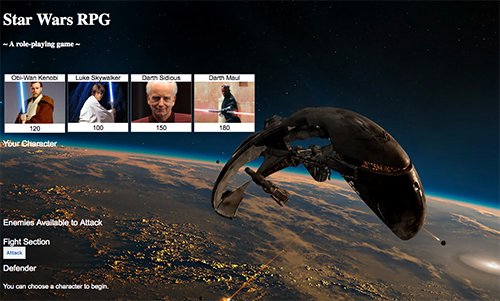 Star Wars RPG
~ A role-playing game ~
Obi-Wan Kenobi Luke Skywalker Darth Sidious Darth Maul
120 100 150 180
Your Character
Enemies Available to Attack
Fight Section
Attack
Defender
You can choose a character to begin.